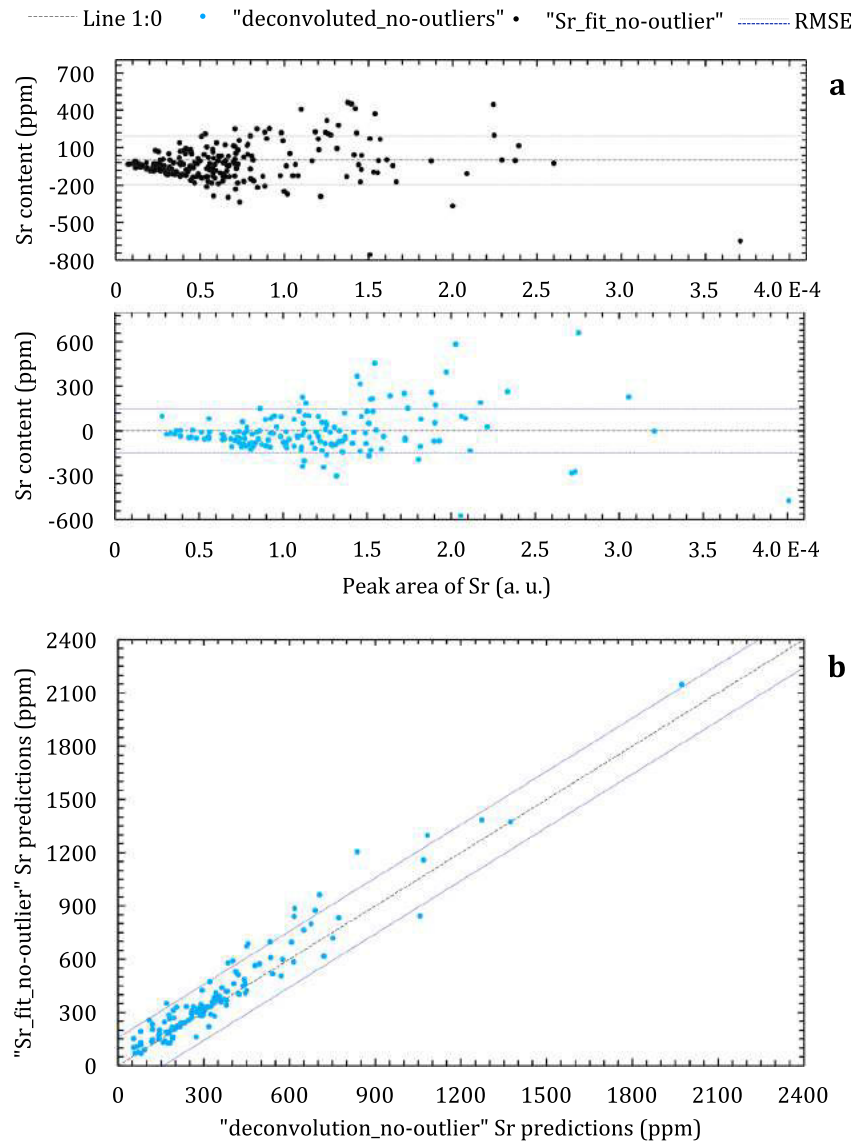 Line 1:0 "deconvoluted_no-outliers" "Sr_fit_no-outlier" RMSE
a
Sr content (ppm)
700
400
100
-200
-500
-800
0 0.5 1.0 1.5 2.0 2.5 3.0 3.5 4.0 E-4
Sr content (ppm)
600
300
0
-300
-600
0 0.5 1.0 1.5 2.0 2.5 3.0 3.5 4.0 E-4
Peak area of Sr (a. u.)
b
"Sr_fit_no-outlier" Sr predictions (ppm)
2400
2100
1800
1500
1200
900
600
300
0
0 300 600 900 1200 1500 1800 2100 2400
"deconvolution_no-outlier" Sr predictions (ppm)